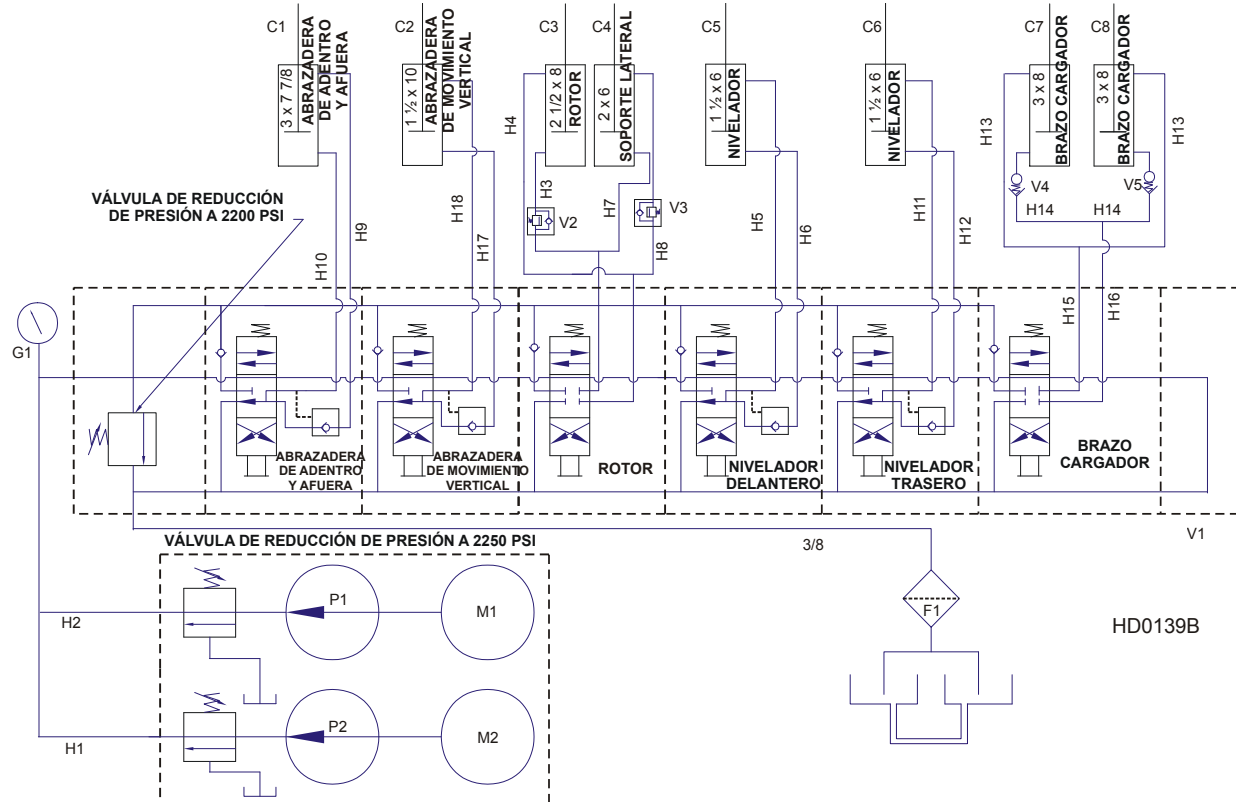 C1
C2
C3
C4
C5
C6
C7
C8
3 x 7 7/8
ABRAZADERA
DE ADENTRO
Y AFUERA
1 ½ x 10
ABRAZADERA
DE MOVIMIENTO
VERTICAL
H4
2 1/2 x 8
ROTOR
2 x 6
SOPORTE LATERAL
1 ½ x 6
NIVELADOR
1 ½ x 6
NIVELADOR
H13
3 x 8
BRAZO CARGADOR
3 x 8
BRAZO CARGADOR
H13
VÁLVULA DE REDUCCIÓN
DE PRESIÓN A 2200 PSI
H10
H9
H18
H17
H3
V2
H7
V3
H8
H5
H6
H11
H12
V4
V5
H14
H14
H15
H16
G1
ABRAZADERA
DE ADENTRO
Y AFUERA
ABRAZADERA
DE MOVIMIENTO
VERTICAL
ROTOR
NIVELADOR
DELANTERO
NIVELADOR
TRASERO
BRAZO
CARGADOR
V1
VÁLVULA DE REDUCCIÓN DE PRESIÓN A 2250 PSI
3/8
H2
P1
M1
F1
HD0139B
H1
P2
M2